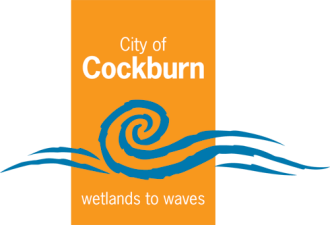 City of
Cockburn
wetlands to waves